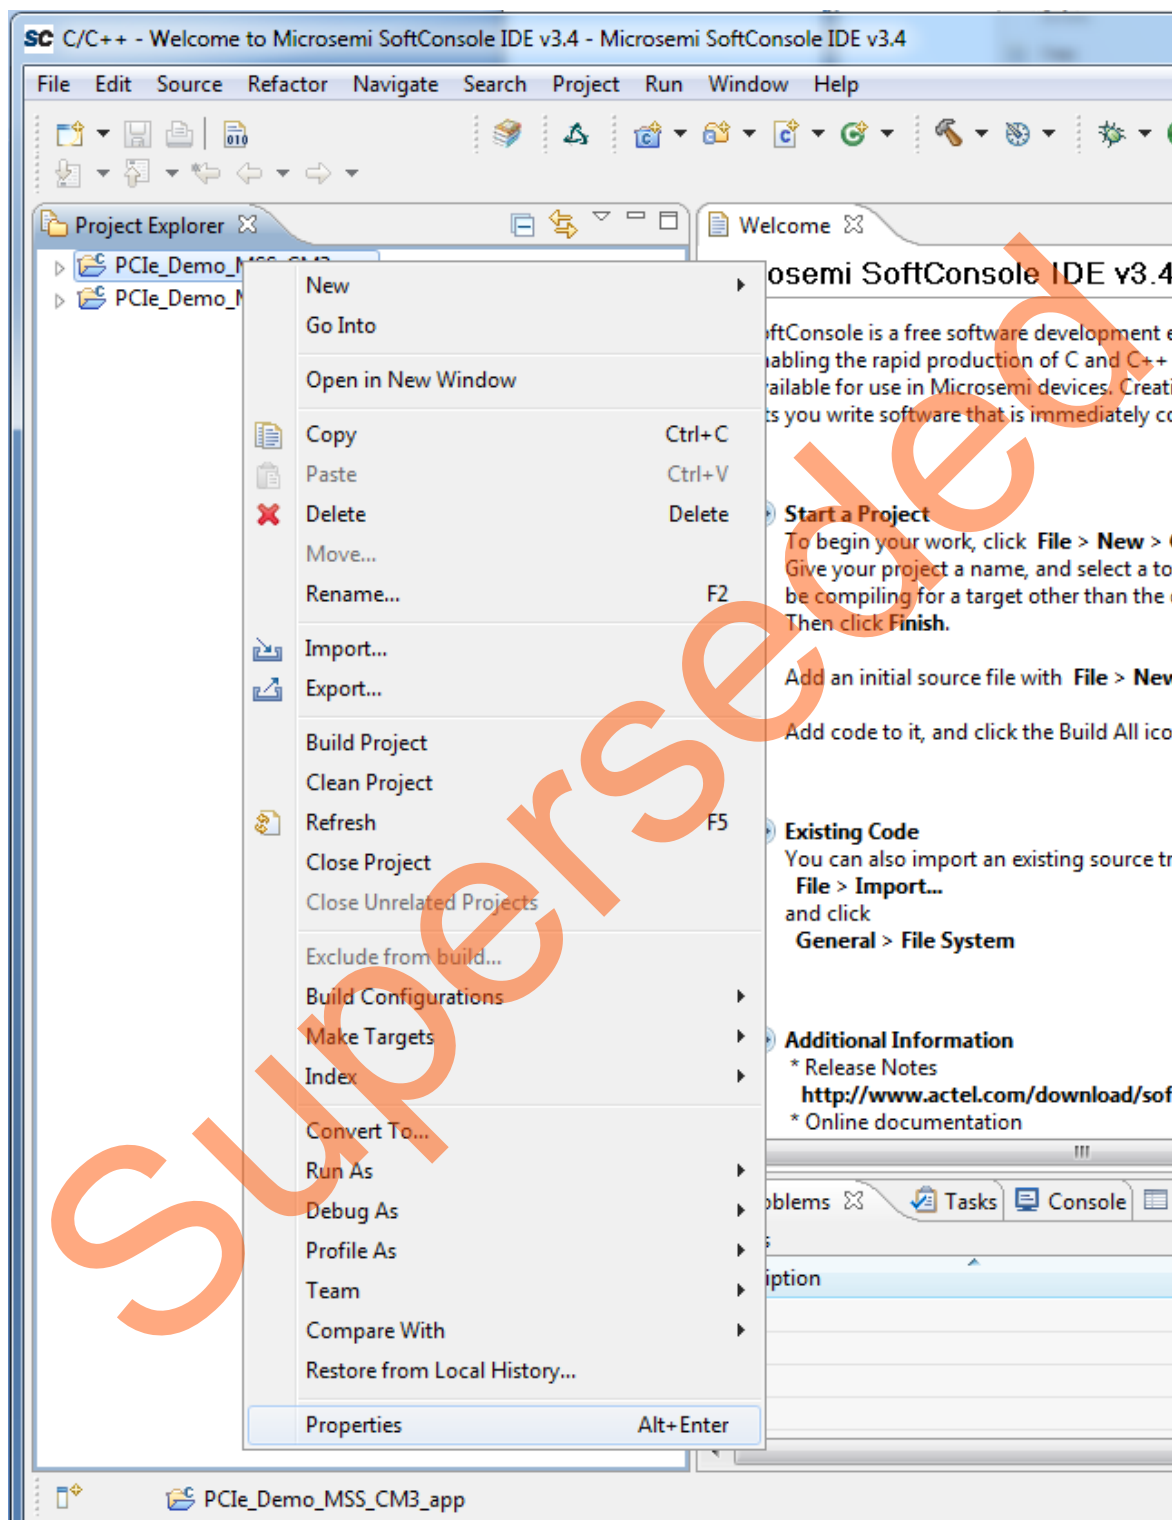 SC C/C++ - Welcome to Microsemi SoftConsole IDE v3.4 - Microsemi SoftConsole IDE v3.4
File Edit Source Refactor Navigate Search Project Run Window Help
010
Project Explorer
Welcome
PCIe_Demo_MSS_CM3
PCIe_Demo_M
osemi SoftConsole IDE v3.4
ftConsole is a free software development e
abling the rapid production of C and C++
ailable for use in Microsemi devices. Creati
ts you write software that is immediately co
Start a Project
To begin your work, click File > New >
Give your project a name, and select a to
be compiling for a target other than the
Then click Finish.
Add an initial source file with File > New
Add code to it, and click the Build All ico
Existing Code
You can also import an existing source tr
File > Import...
and click
General > File System
Additional Information
* Release Notes
http://www.actel.com/download/sof
* Online documentation
New
Go Into
Open in New Window
Copy Ctrl+C
Paste Ctrl+V
Delete Delete
Move...
Rename... F2
Import...
Export...
Build Project
Clean Project
Refresh F5
Close Project
Close Unrelated Projects
Exclude from build...
Build Configurations
Make Targets
Index
Convert To...
Run As
Debug As
Profile As
Team
Compare With
Restore from Local History...
Properties Alt+Enter
oblems Tasks Console
s
iption
PCIe_Demo_MSS_CM3_app
Superseded